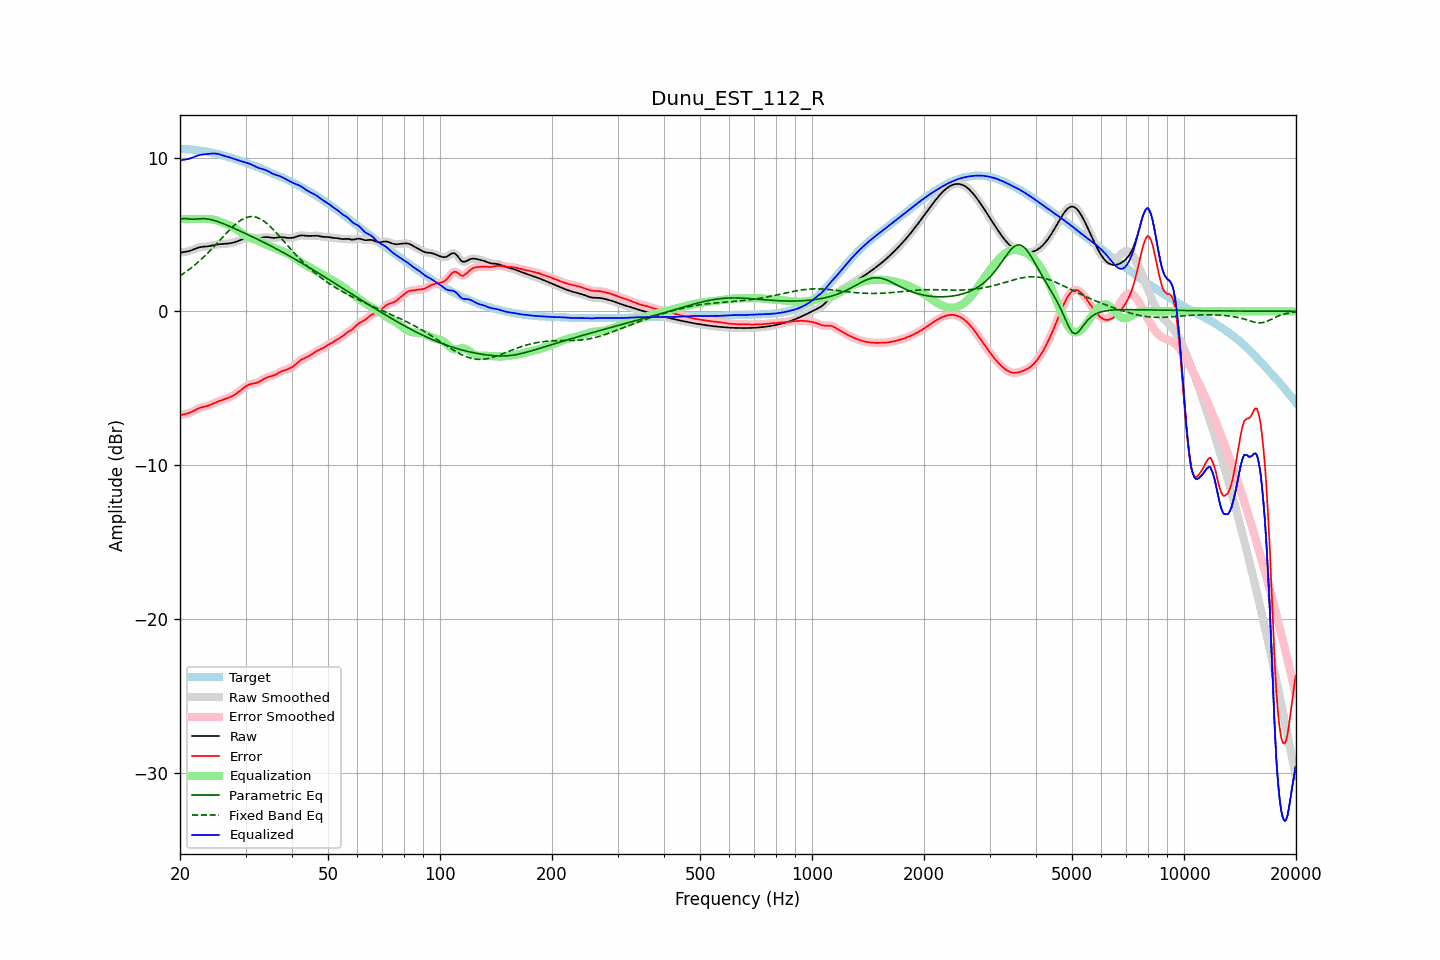 Dunu_EST_112_R
10
0
−10
−20
−30
Amplitude (dBr)
Target
Raw Smoothed
Error Smoothed
Raw
Error
Equalization
Parametric Eq
Fixed Band Eq
Equalized
20 50 100 200 500 1000 2000 5000 10000 20000
Frequency (Hz)